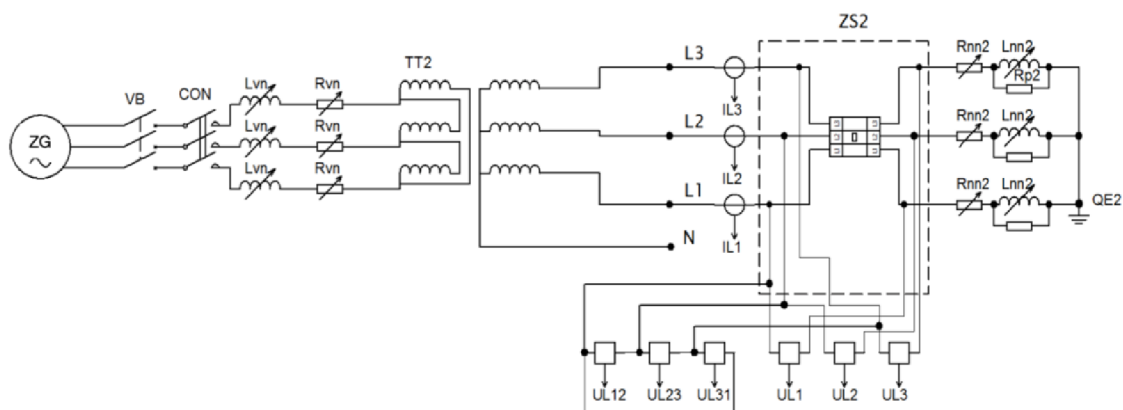 ZS2
L3
Rnn2 Lnn2
TT2
Rp2
Lvn Rvn
VB CON
IL3
ZG
L2
Rnn2 Lnn2
Lvn Rvn
IL2
Lvn Rvn
L1
Rnn2 Lnn2
QE2
N
IL1
UL12 UL23 UL31 UL1 UL2 UL3